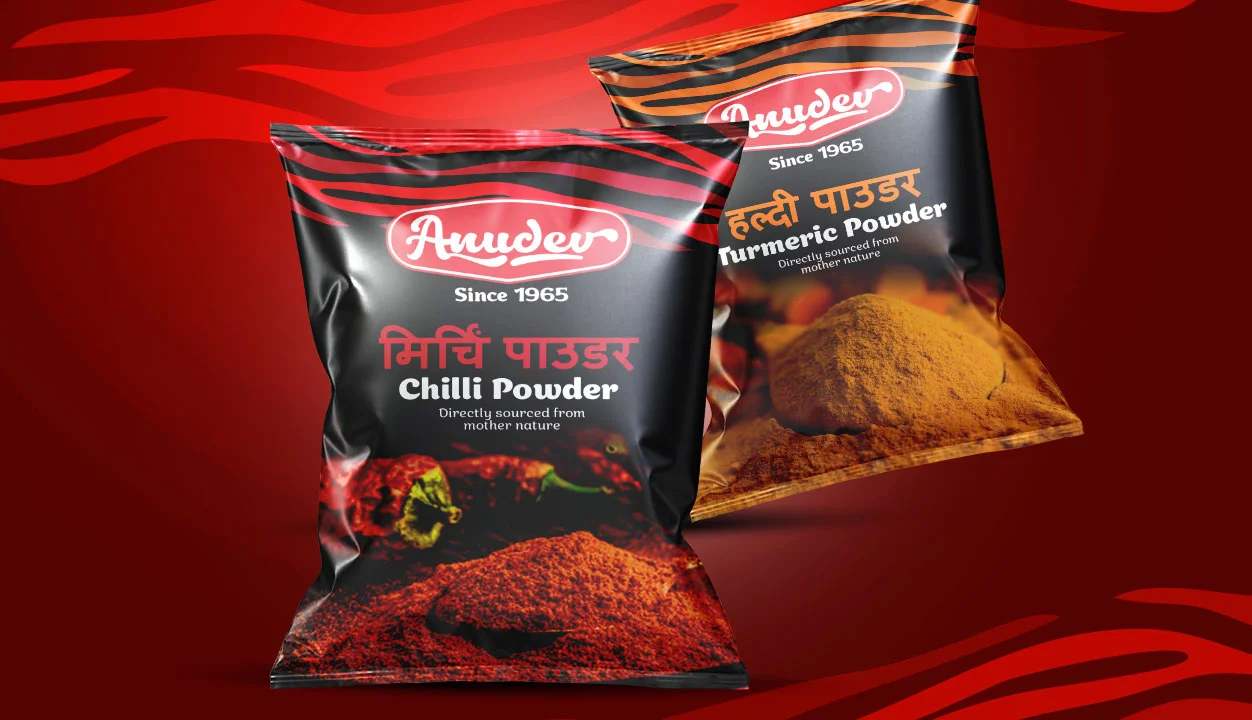 Anudev
Since 1965
मिर्चिं पाउडर
Chilli Powder
Directly sourced from
mother nature
Anudev
Since 1965
हल्दी पाउडर
Turmeric Powder
Directly sourced from
mother nature